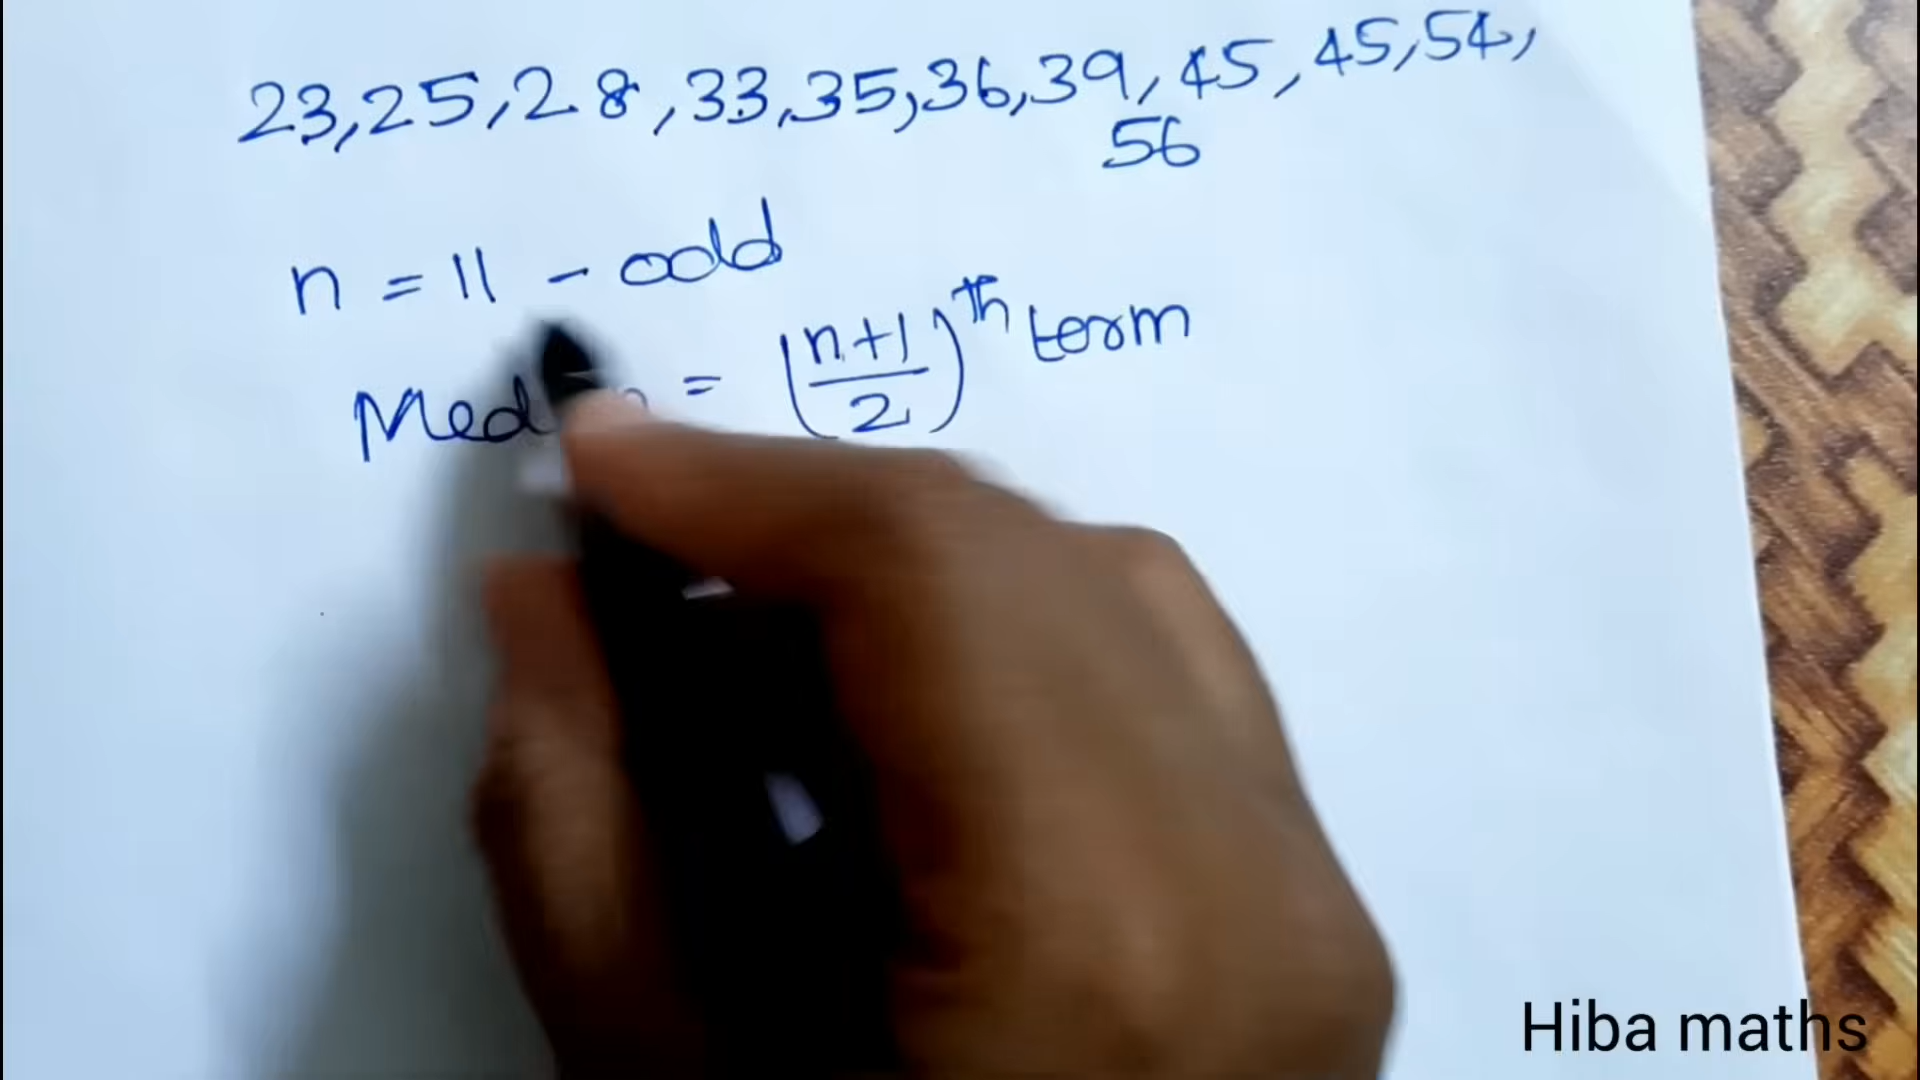 23,25,28,33,35,36,39,45,45,54,
56
n = 11 - odd
= (n+1/2)th term
Hiba maths